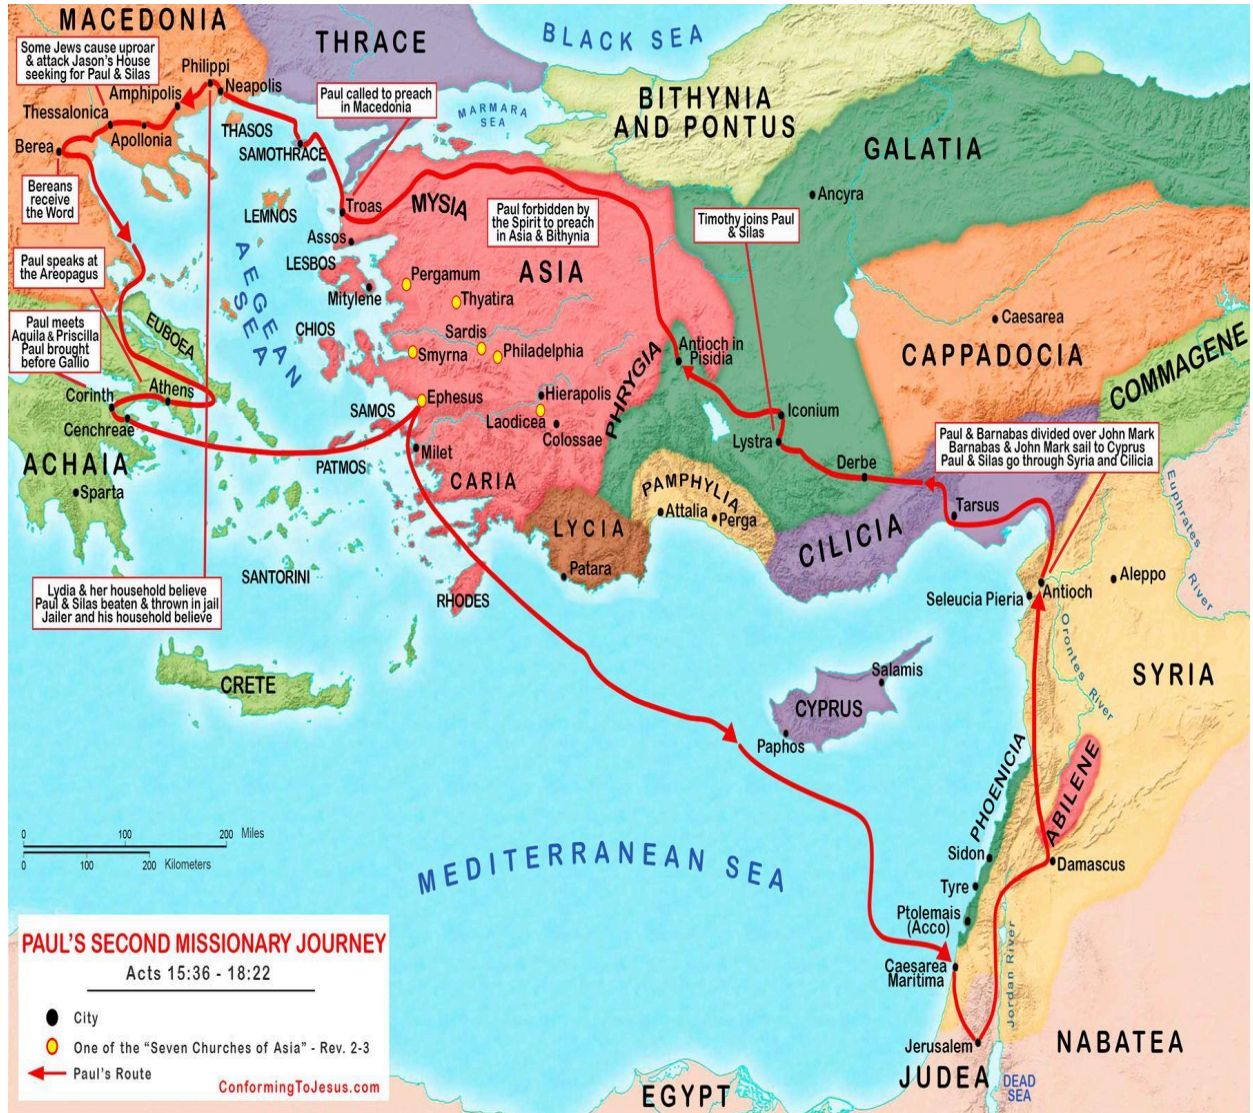 MACEDONIA
THRACE
BLACK SEA
Some Jews cause uproar
& attack Jason's House
seeking for Paul & Silas
Philippi
Neapolis
Amphipolis
Thessalonica
Apollonia
Berea
THASOS
SAMOTHRACE
Paul called to preach
in Macedonia
MARMARA
SEA
BITHYNIA
AND PONTUS
GALATIA
Ancyra
Bereans
receive
the Word
LEMNOS
Troas
MYSIA
Assos
LESBOS
Mitylene
Paul forbidden by
the Spirit to preach
in Asia & Bithynia
Timothy joins Paul
& Silas
Paul speaks at
the Areopagus
AEGEAN
SEA
ASIA
Pergamum
Thyatira
Paul meets
Aquila & Priscilla
Paul brought
before Gallio
EUBOEA
CHIOS
Sardis
Smyrna
Philadelphia
PHRYGIA
Antioch in
Pisidia
Caesarea
CAPPADOCIA
COMMAGENE
Corinth
Athens
Cenchreae
SAMOS
Ephesus
Hierapolis
Laodicea
Colossae
Iconium
Lystra
Derbe
Paul & Barnabas divided over John Mark
Barnabas & John Mark sail to Cyprus
Paul & Silas go through Syria and Cilicia
ACHAIA
Sparta
PATMOS
Milet
CARIA
PAMPHYLIA
Attalia
Perga
LYCIA
Patara
CILICIA
Tarsus
Euphrates
River
SANTORINI
RHODES
Lydia & her household believe
Paul & Silas beaten & thrown in jail
Jailer and his household believe
Seleucia Pieria
Antioch
Aleppo
Orontes River
SYRIA
CRETE
Salamis
CYPRUS
Paphos
PHOENICIA
ABILENE
0 100 200 Miles
0 100 200 Kilometers
MEDITERRANEAN SEA
Sidon
Damascus
Tyre
Ptolemais
(Acco)
Caesarea
Maritima
Jordan River
Jerusalem
JUDEA
DEAD
SEA
NABATEA
EGYPT
PAUL'S SECOND MISSIONARY JOURNEY
Acts 15:36 - 18:22
City
One of the "Seven Churches of Asia" - Rev. 2-3
Paul's Route
ConformingToJesus.com